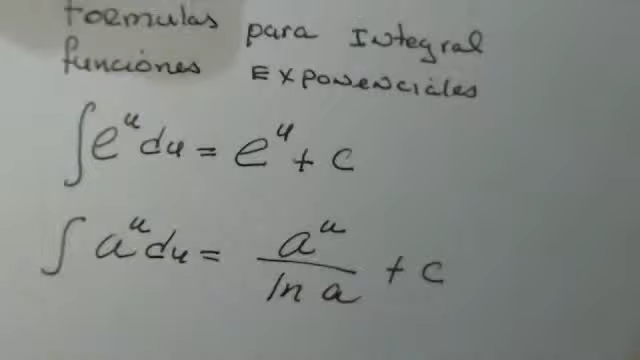 Formulas para Integral
funciones Exponenciales
∫e^u du = e^u + c
∫a^u du = a^u / ln a + c